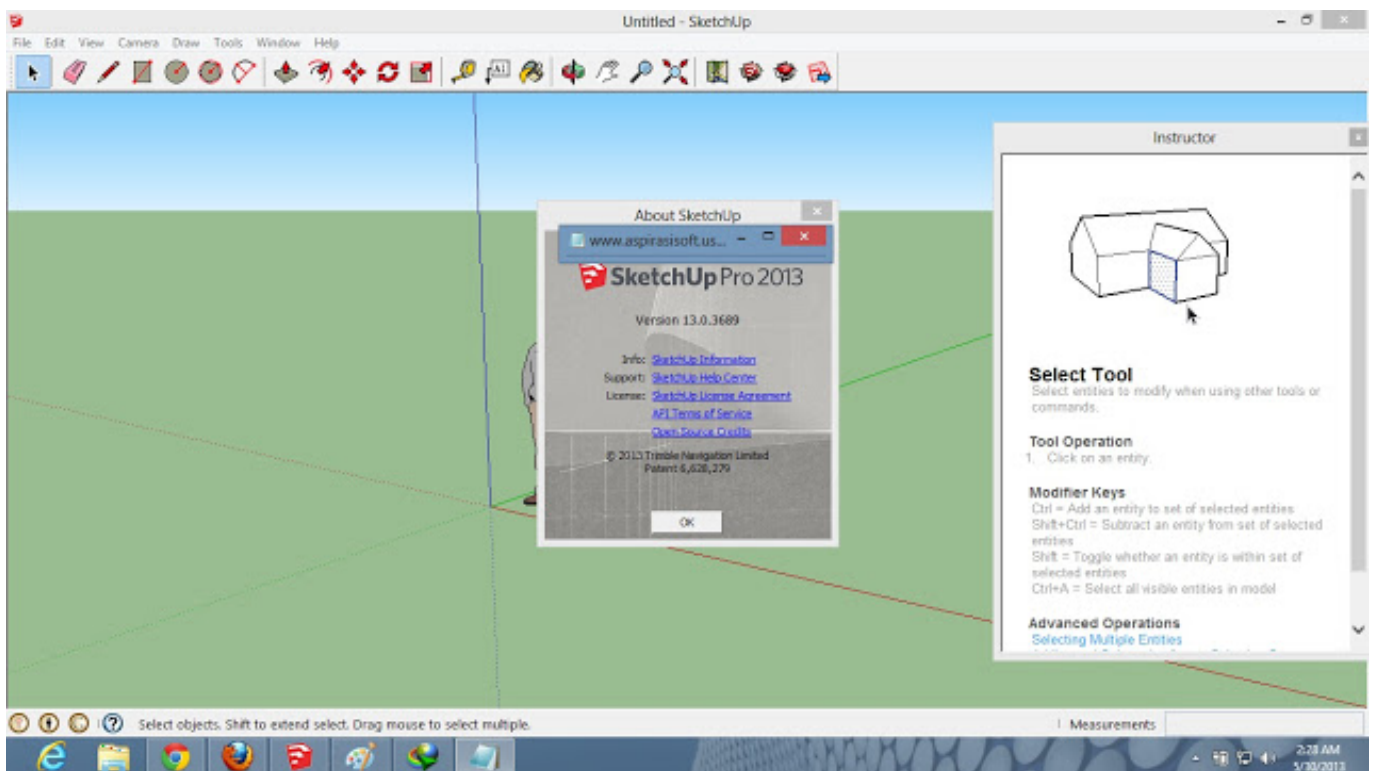 Untitled - SketchUp
File Edit View Camera Draw Tools Window Help
A1
Instructor
About SketchUp
www.aspirasisoft.us...
SketchUp Pro 2013
Version 13.0.3689
Info: SketchUp Information
Support: SketchUp Help Center
License: SketchUp License Agreement
API Terms of Service
Open Source Credits
© 2013 Trimble Navigation Limited
Patent 6,628,279
OK
Select Tool
Select entities to modify when using other tools or
commands.
Tool Operation
1. Click on an entity.
Modifier Keys
Ctrl = Add an entity to set of selected entities
Shift+Ctrl = Subtract an entity from set of selected
entities
Shift = Toggle whether an entity is within set of
selected entities
Ctrl+A = Select all visible entities in model
Advanced Operations
Selecting Multiple Entities
Select objects. Shift to extend select. Drag mouse to select multiple.
Measurements
2:28 AM
5/30/2013